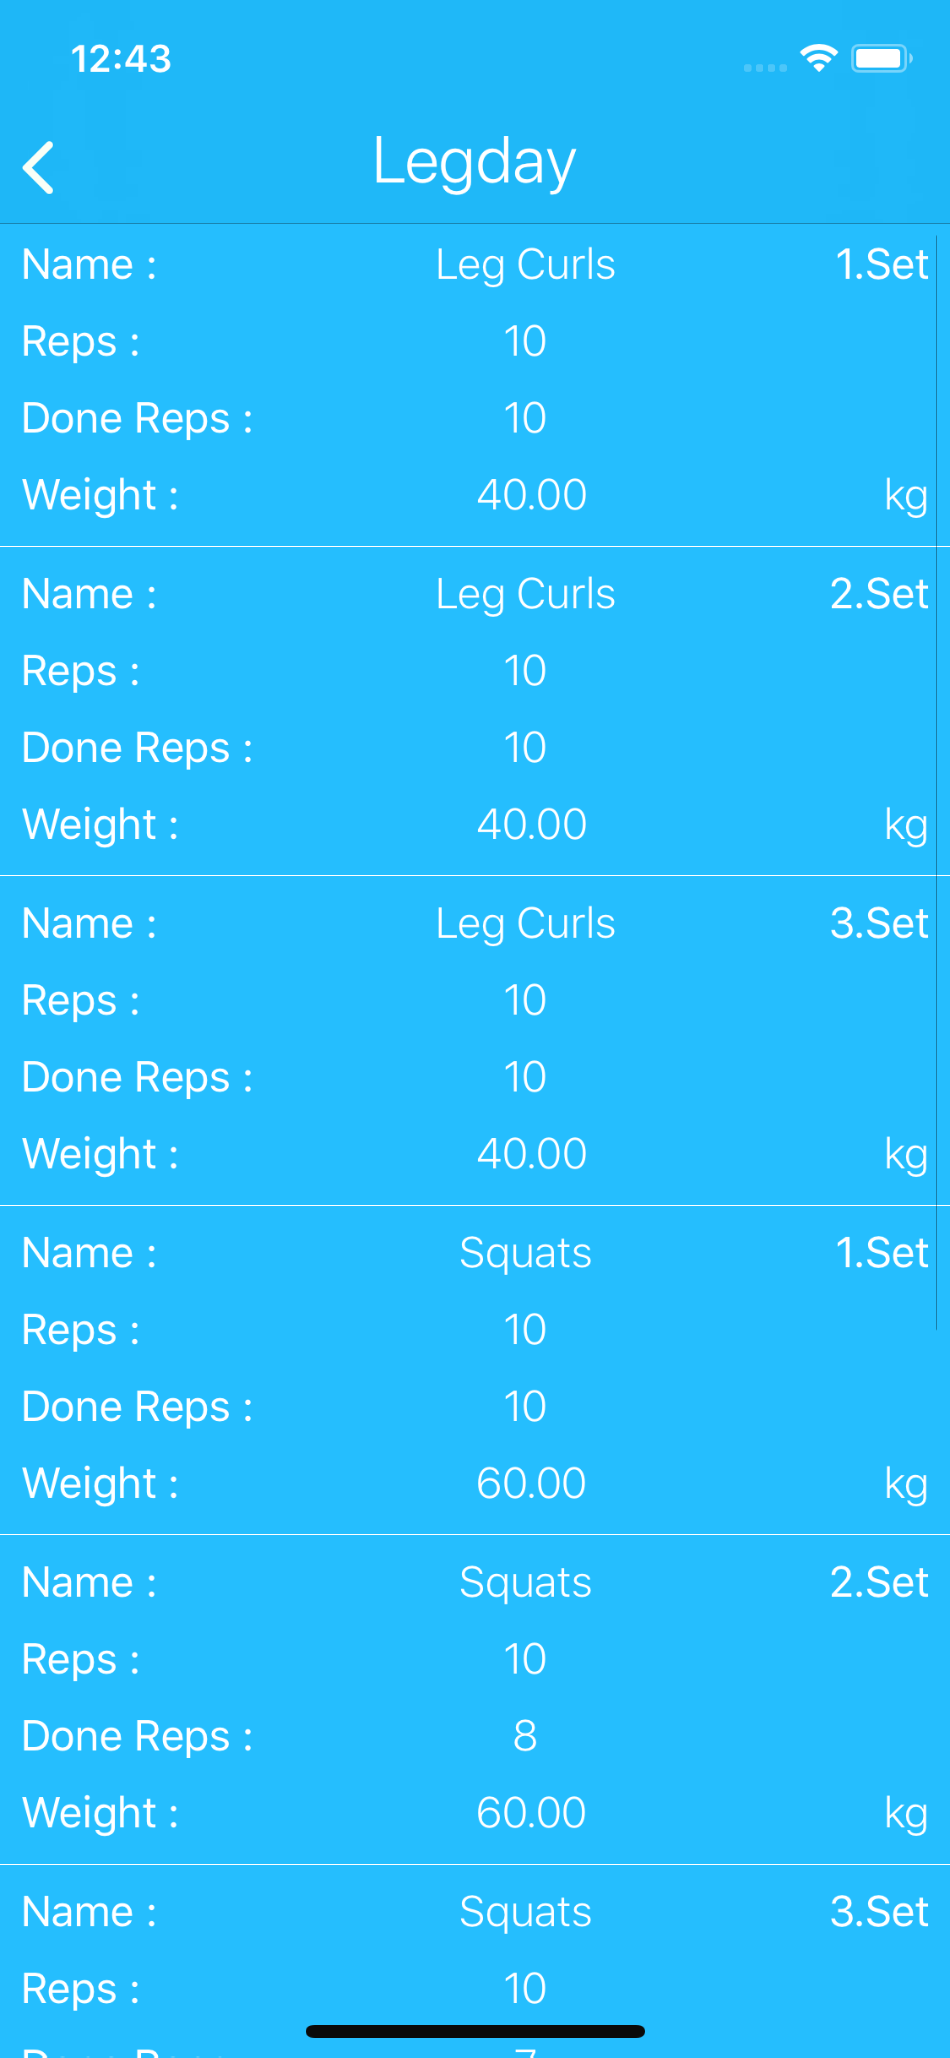 12:43
Legday
Name : Leg Curls 1.Set
Reps : 10
Done Reps : 10
Weight : 40.00 kg
Name : Leg Curls 2.Set
Reps : 10
Done Reps : 10
Weight : 40.00 kg
Name : Leg Curls 3.Set
Reps : 10
Done Reps : 10
Weight : 40.00 kg
Name : Squats 1.Set
Reps : 10
Done Reps : 10
Weight : 60.00 kg
Name : Squats 2.Set
Reps : 10
Done Reps : 8
Weight : 60.00 kg
Name : Squats 3.Set
Reps : 10